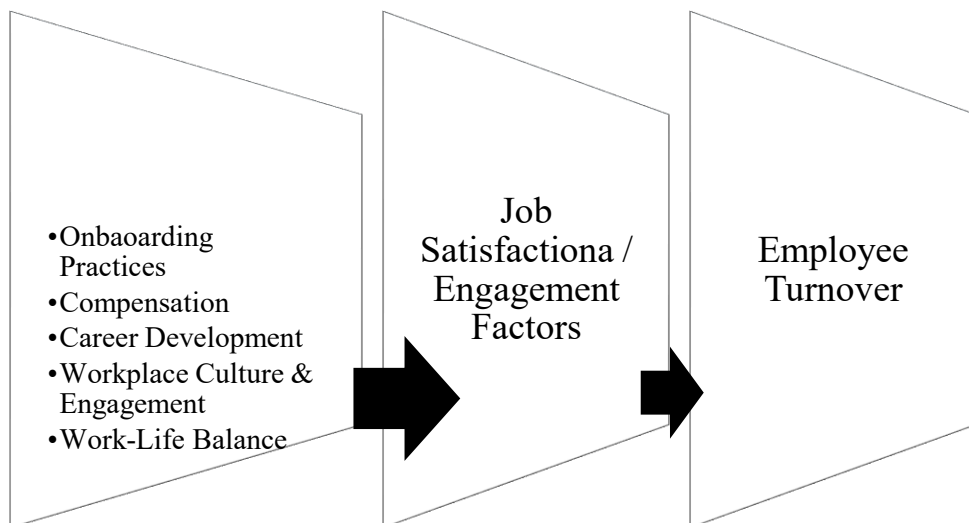 •Onbaoarding
Practices
•Compensation
•Career Development
•Workplace Culture &
Engagement
•Work-Life Balance
Job
Satisfactiona /
Engagement
Factors
Employee
Turnover